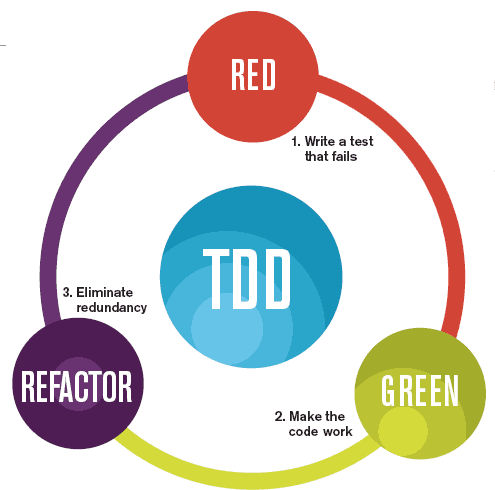 RED
1. Write a test
that fails
TDD
3. Eliminate
redundancy
REFACTOR
GREEN
2. Make the
code work